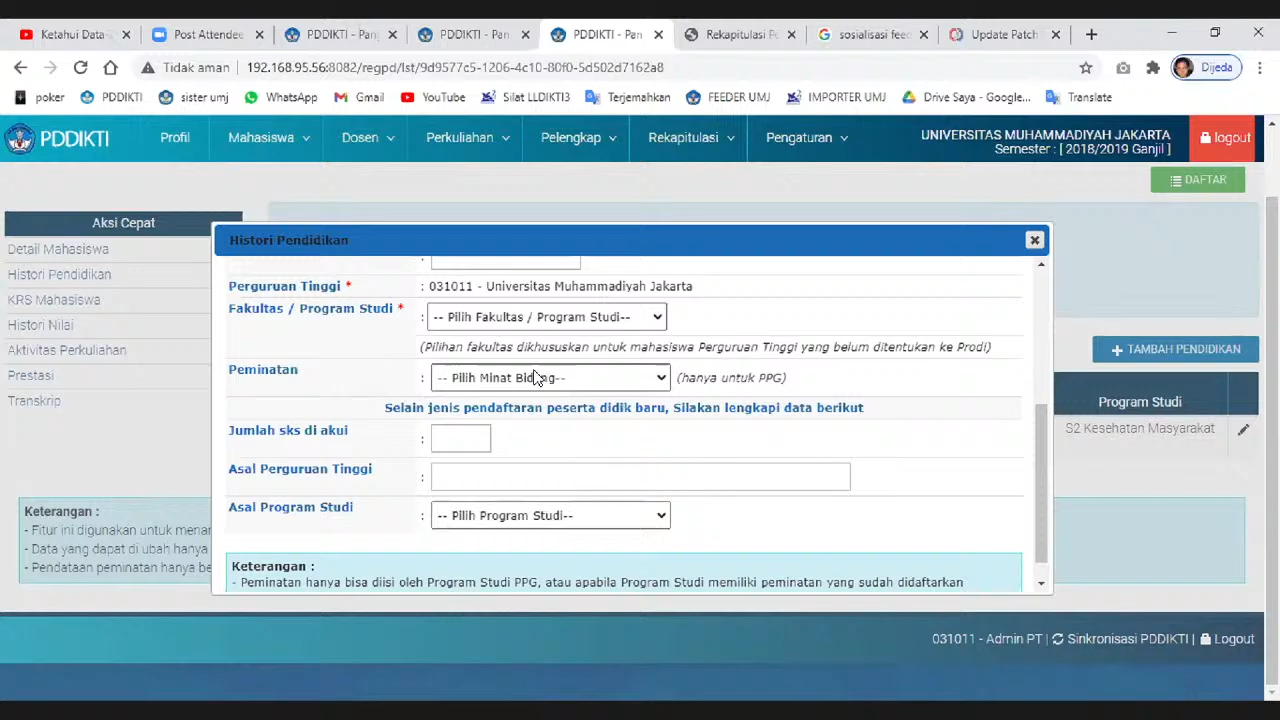 Ketahui Data-
Post Attendee
PDDIKTI - Pan
PDDIKTI - Pan
PDDIKTI - Pan
Rekapitulasi Pe
sosialisasi feed
Update Patch
Tidak aman
192.168.95.56:8082/regpd/lst/9d9577c5-1206-4c10-80f0-5d502d7162a8
Dijeda
poker
PDDIKTI
sister umj
WhatsApp
Gmail
YouTube
Silat LLDIKTI3
Terjemahkan
FEEDER UMJ
IMPORTER UMJ
Drive Saya - Google...
Translate
PDDIKTI
Profil
Mahasiswa
Dosen
Perkuliahan
Pelengkap
Rekapitulasi
Pengaturan
UNIVERSITAS MUHAMMADIYAH JAKARTA
Semester : [ 2018/2019 Ganjil ]
logout
DAFTAR
Aksi Cepat
Detail Mahasiswa
Histori Pendidikan
KRS Mahasiswa
Histori Nilai
Aktivitas Perkuliahan
Prestasi
Transkrip
Histori Pendidikan
:
Perguruan Tinggi * : 031011 - Universitas Muhammadiyah Jakarta
Fakultas / Program Studi * : -- Pilih Fakultas / Program Studi--
(Pilihan fakultas dikhususkan untuk mahasiswa Perguruan Tinggi yang belum ditentukan ke Prodi)
Peminatan : -- Pilih Minat Bidang-- (hanya untuk PPG)
Selain jenis pendaftaran peserta didik baru, Silakan lengkapi data berikut
Jumlah sks di akui :
Asal Perguruan Tinggi :
Asal Program Studi : -- Pilih Program Studi--
Keterangan :
- Peminatan hanya bisa diisi oleh Program Studi PPG, atau apabila Program Studi memiliki peminatan yang sudah didaftarkan
+ TAMBAH PENDIDIKAN
Program Studi
S2 Kesehatan Masyarakat
Keterangan :
- Fitur ini digunakan untuk
- Data yang dapat di ubah hanya
- Pendataan peminatan hanya
031011 - Admin PT | Sinkronisasi PDDIKTI | Logout